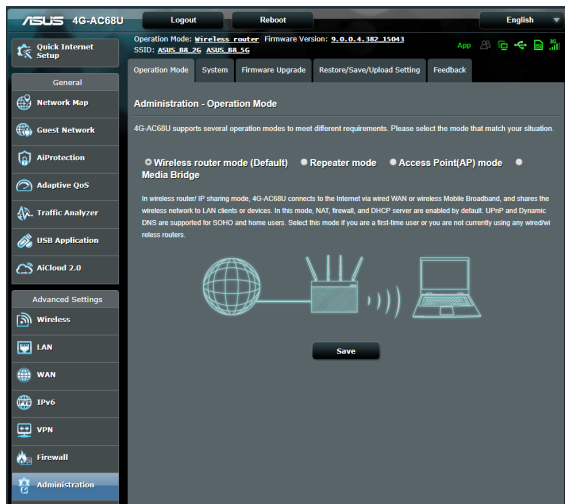 ASUS 4G-AC68U Logout Reboot English
Operation Mode: Wireless router Firmware Version: 9.0.0.4.382_15043
SSID: ASUS_B8_2G ASUS_B8_5G
App
3G
Quick Internet
Setup
General
Network Map
Guest Network
AiProtection
Adaptive QoS
Traffic Analyzer
USB Application
AiCloud 2.0
Advanced Settings
Wireless
LAN
WAN
IPv6
VPN
Firewall
Administration
Operation Mode System Firmware Upgrade Restore/Save/Upload Setting Feedback
Administration - Operation Mode
4G-AC68U supports several operation modes to meet different requirements. Please select the mode that match your situation.
Wireless router mode (Default) Repeater mode Access Point(AP) mode
Media Bridge
In wireless router/ IP sharing mode, 4G-AC68U connects to the Internet via wired WAN or wireless Mobile Broadband, and shares the
wireless network to LAN clients or devices. In this mode, NAT, firewall, and DHCP server are enabled by default. UPnP and Dynamic
DNS are supported for SOHO and home users. Select this mode if you are a first-time user or you are not currently using any wired/wi
reless routers.
Save